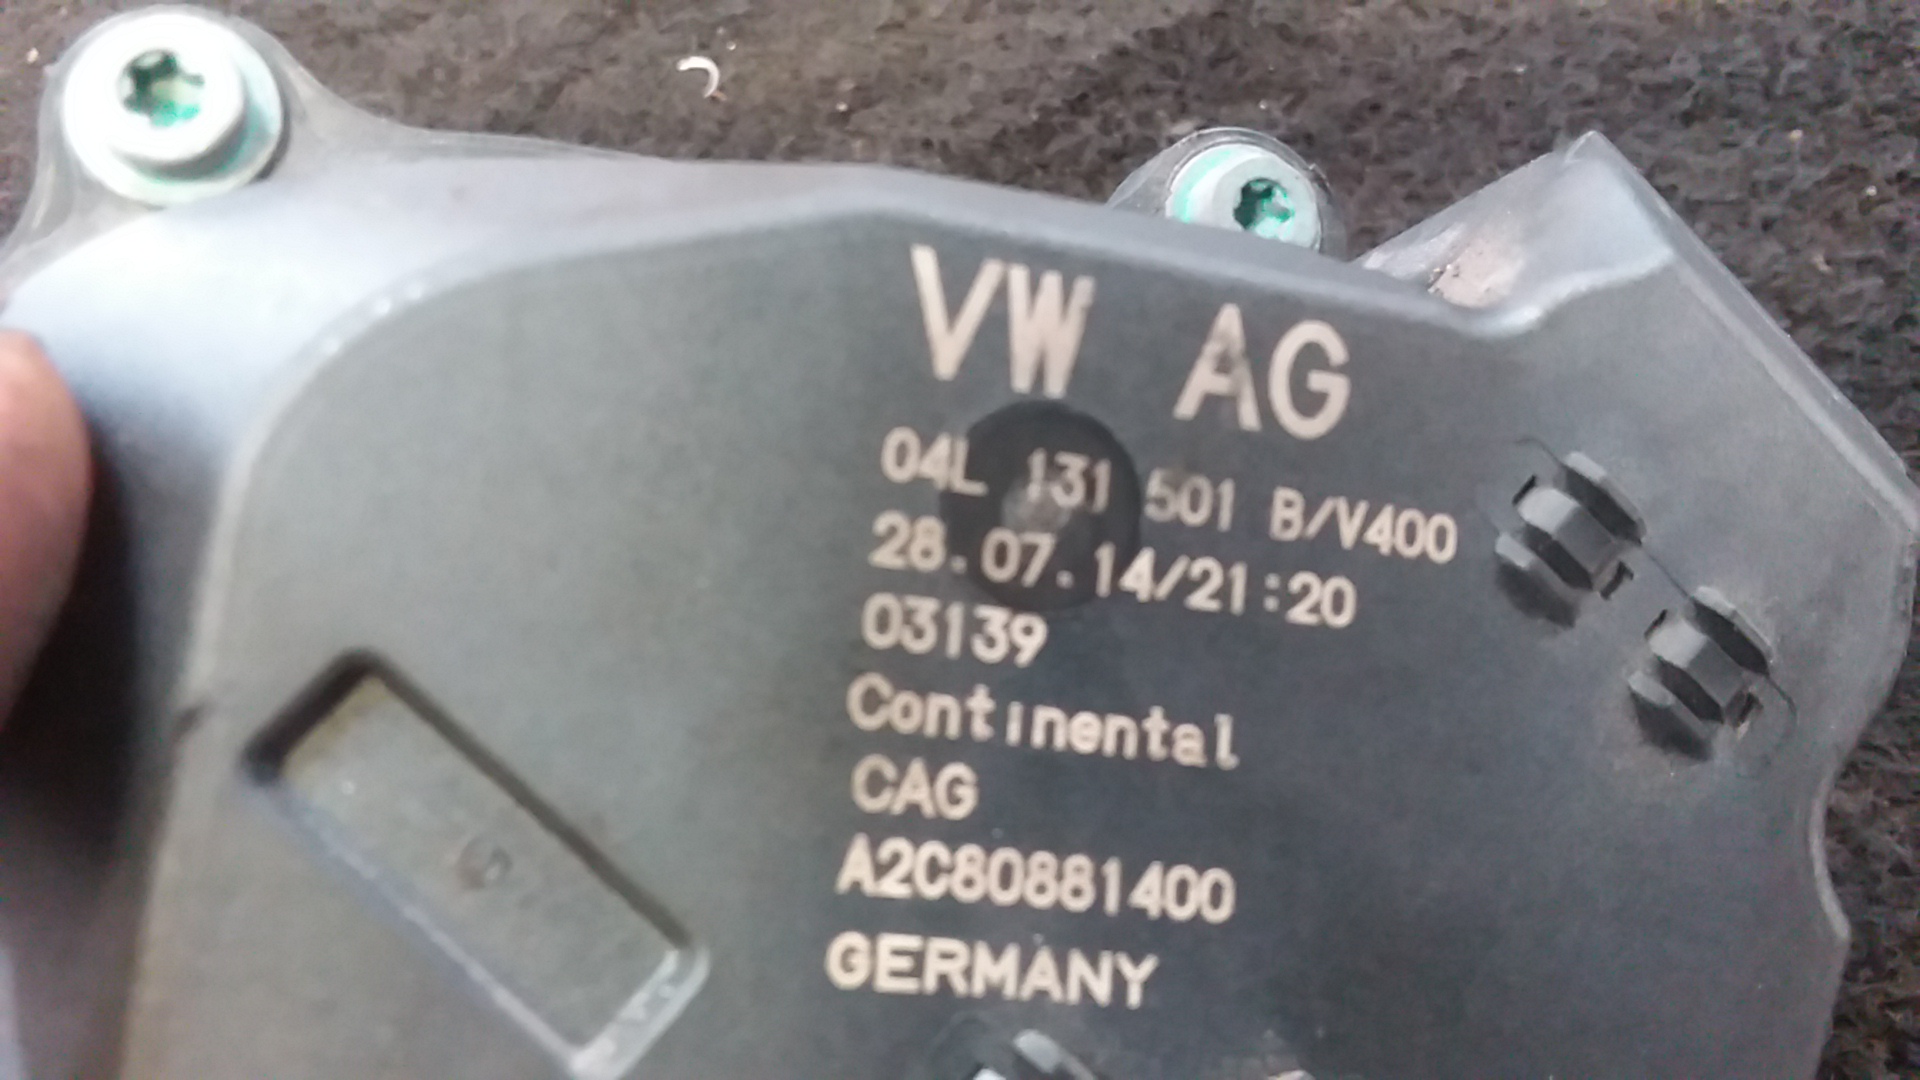 VW AG
04L 131 501 B/V400
28.07.14/21:20
03139
Continental
CAG
A2C80881400
GERMANY